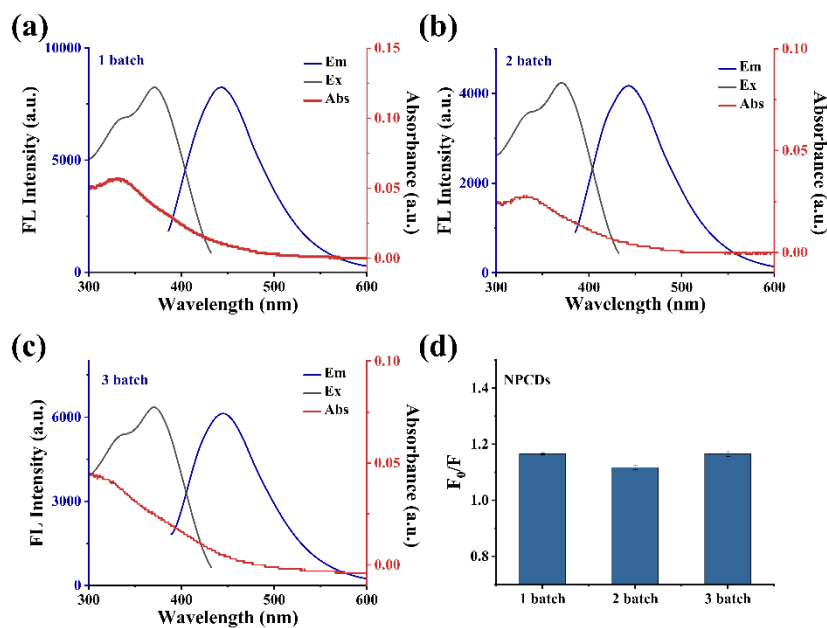 (a)
1 batch
Em
Ex
Abs
10000
5000
0
FL Intensity (a.u.)
0.15
0.10
0.05
0.00
Absorbance (a.u.)
300 400 500 600
Wavelength (nm)
(b)
2 batch
Em
Ex
Abs
4000
2000
0
FL Intensity (a.u.)
0.10
0.05
0.00
Absorbance (a.u.)
300 400 500 600
Wavelength (nm)
(c)
3 batch
Em
Ex
Abs
6000
3000
0
FL Intensity (a.u.)
0.10
0.05
0.00
Absorbance (a.u.)
300 400 500 600
Wavelength (nm)
(d)
NPCDs
1.4
1.2
1.0
0.8
F₀/F
1 batch 2 batch 3 batch